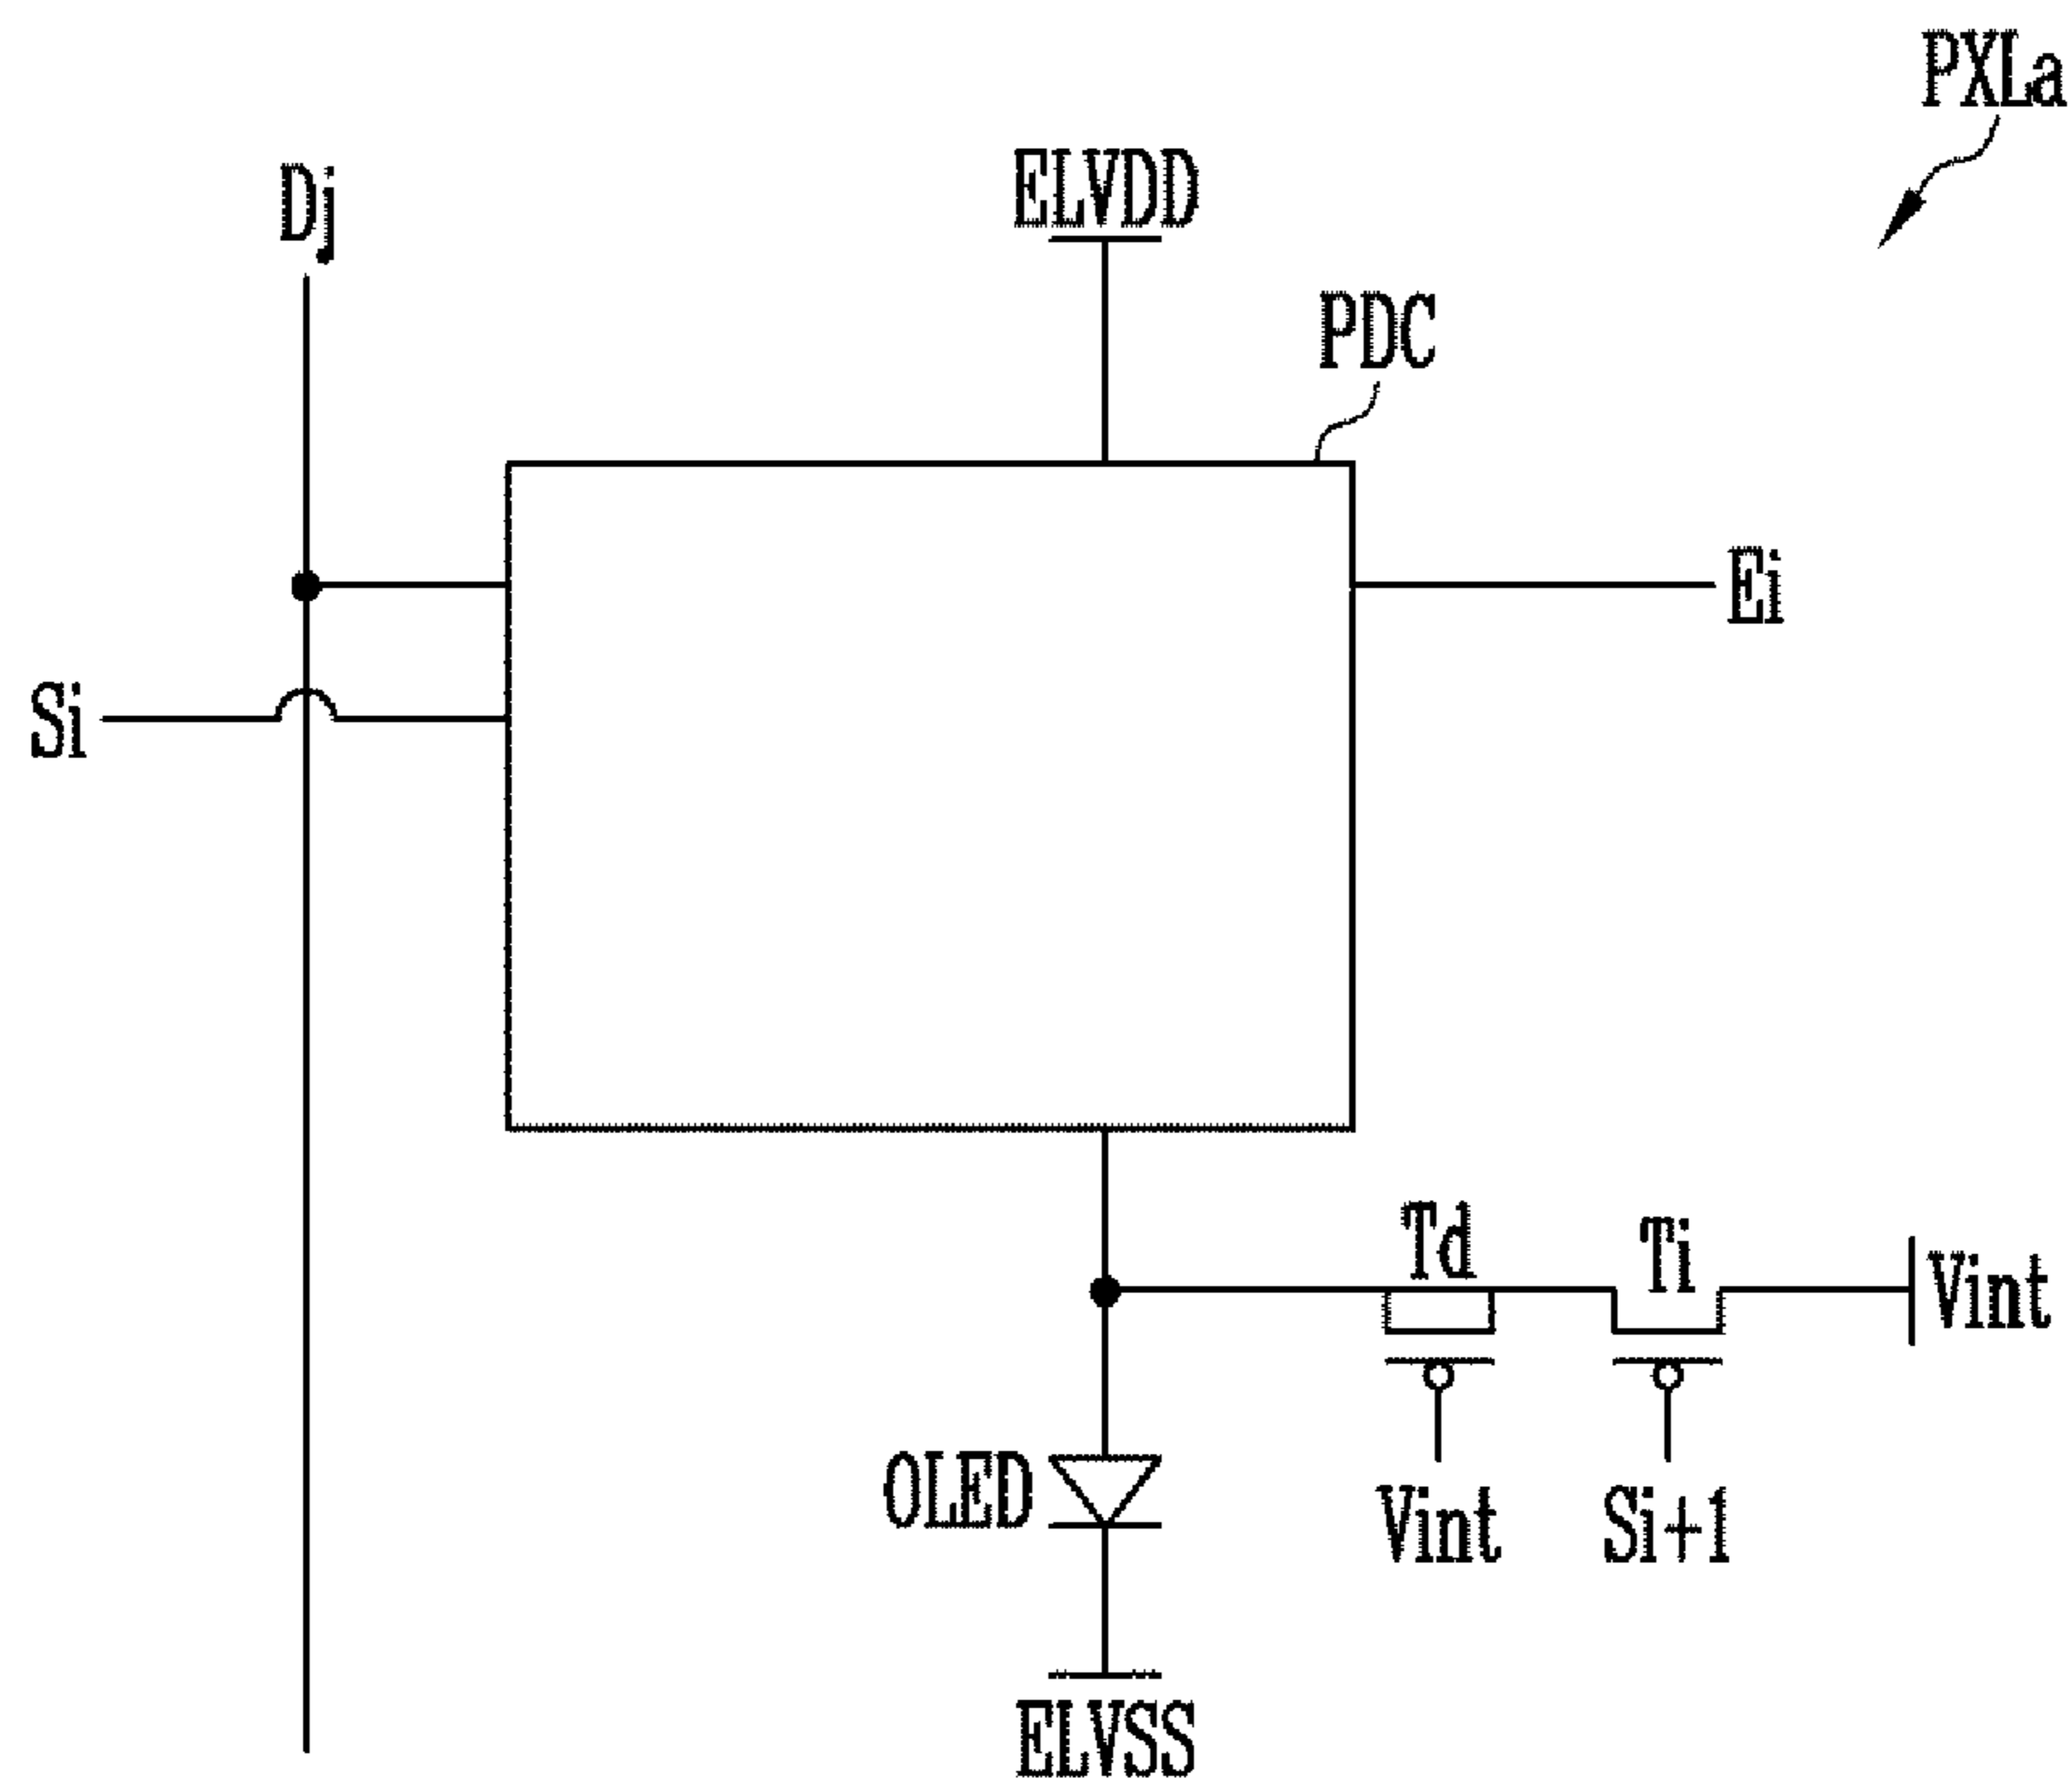 PXLa
Dj
ELVDD
PDC
Ei
Si
Td
Ti
Vint
OLED
Vint
Si+1
ELVSS